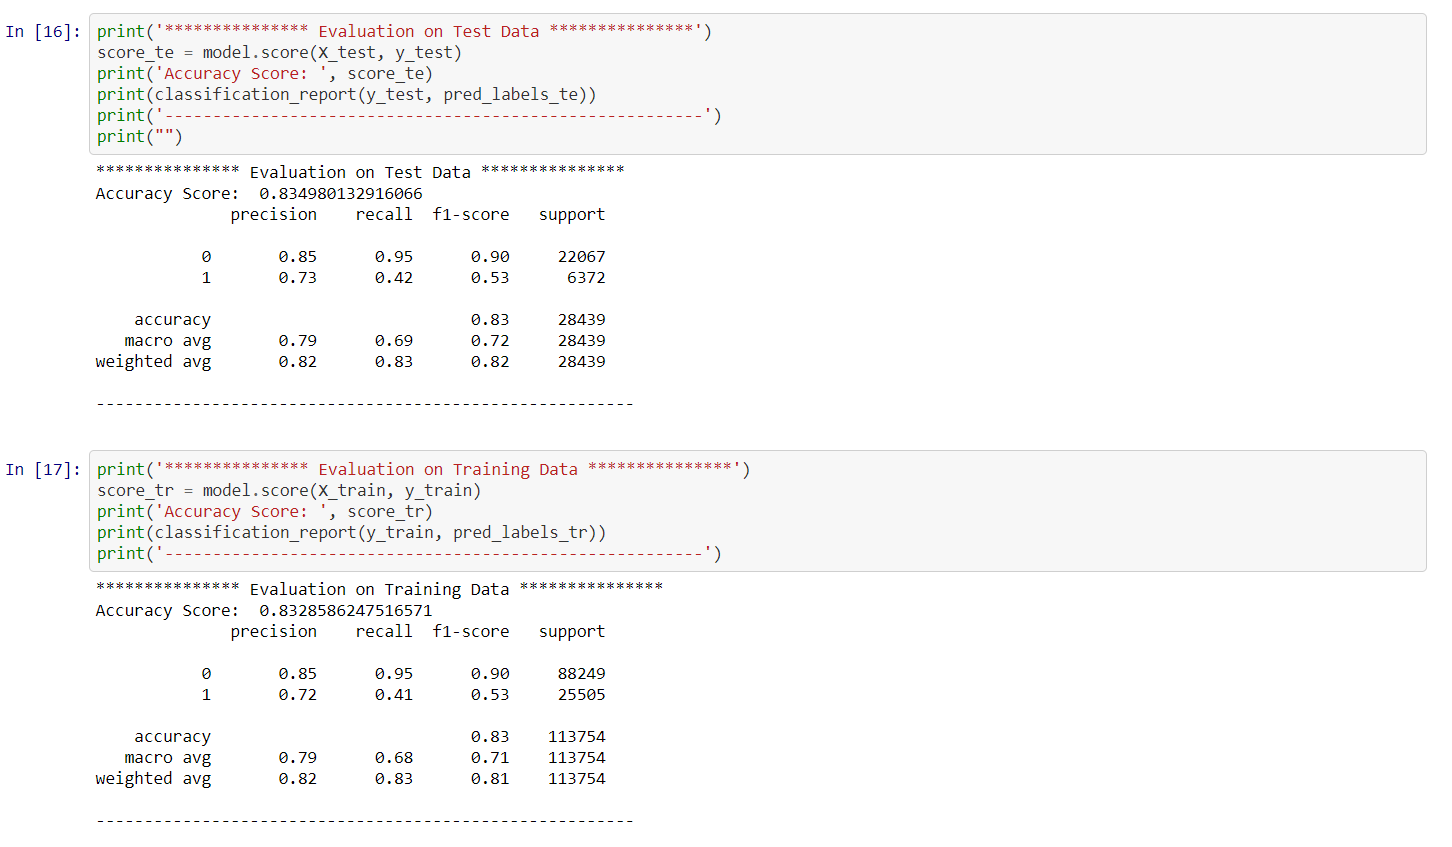 In [16]: print('*************** Evaluation on Test Data ***************')
score_te = model.score(X_test, y_test)
print('Accuracy Score: ', score_te)
print(classification_report(y_test, pred_labels_te))
print('--------------------------------------------------------')
print("")
*************** Evaluation on Test Data ***************
Accuracy Score:  0.834980132916066
              precision    recall  f1-score   support
           0       0.85      0.95      0.90     22067
           1       0.73      0.42      0.53      6372
    accuracy                           0.83     28439
   macro avg       0.79      0.69      0.72     28439
weighted avg       0.82      0.83      0.82     28439
--------------------------------------------------------
In [17]: print('*************** Evaluation on Training Data ***************')
score_tr = model.score(X_train, y_train)
print('Accuracy Score: ', score_tr)
print(classification_report(y_train, pred_labels_tr))
print('--------------------------------------------------------')
*************** Evaluation on Training Data ***************
Accuracy Score:  0.8328586247516571
              precision    recall  f1-score   support
           0       0.85      0.95      0.90     88249
           1       0.72      0.41      0.53     25505
    accuracy                           0.83    113754
   macro avg       0.79      0.68      0.71    113754
weighted avg       0.82      0.83      0.81    113754
--------------------------------------------------------